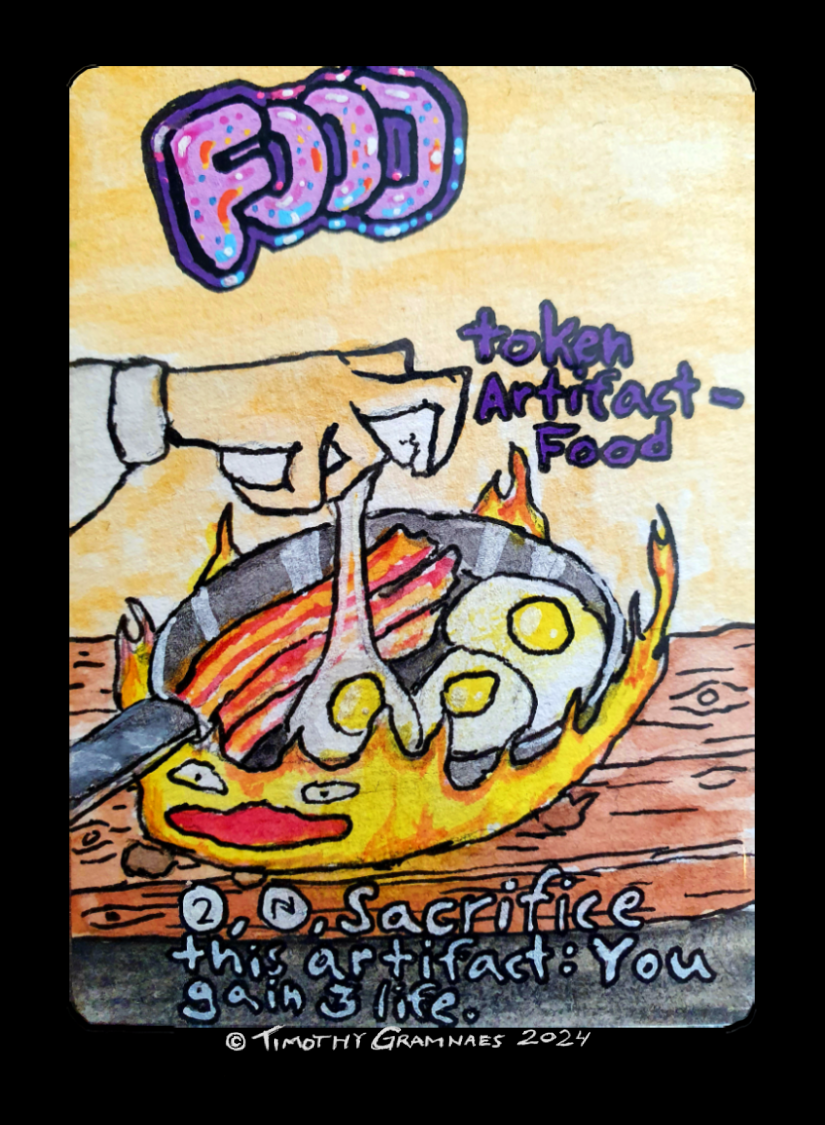 FOOD
token
Artifact -
Food
2, N, Sacrifice
this artifact: You
gain 3 life.
© TIMOTHY GRAMNAES 2024